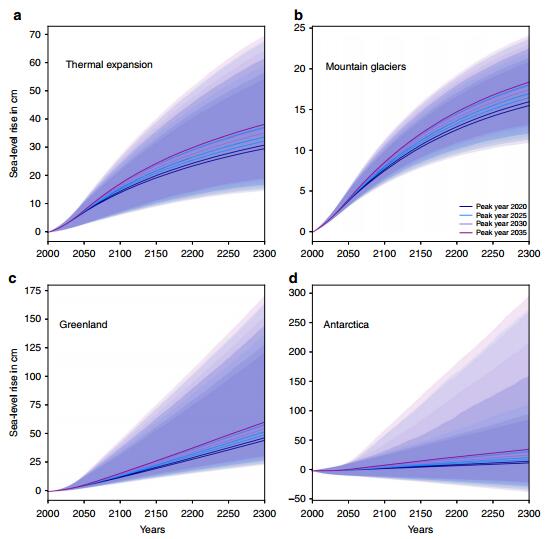 a
70
60
50
40
30
20
10
0
Sea-level rise in cm
Thermal expansion
2000 2050 2100 2150 2200 2250 2300
b
25
20
15
10
5
0
Mountain glaciers
Peak year 2020
Peak year 2025
Peak year 2030
Peak year 2035
2000 2050 2100 2150 2200 2250 2300
c
175
150
125
100
75
50
25
0
Sea-level rise in cm
Greenland
2000 2050 2100 2150 2200 2250 2300
Years
d
300
250
200
150
100
50
0
−50
Antarctica
2000 2050 2100 2150 2200 2250 2300
Years